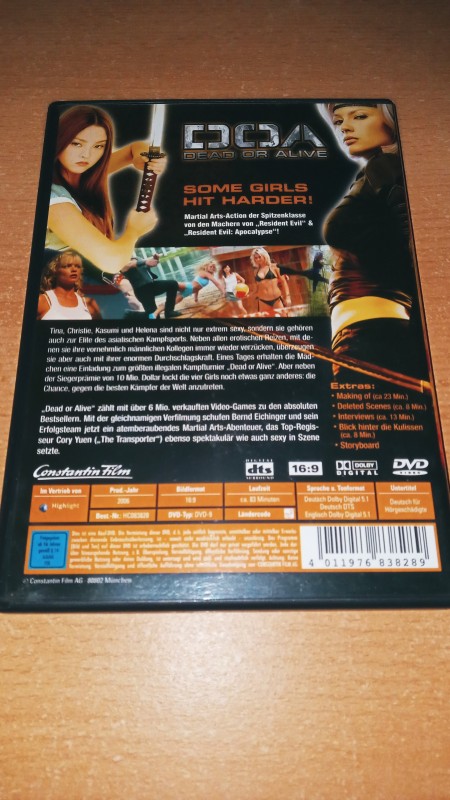 DOA
DEAD OR ALIVE
SOME GIRLS
HIT HARDER!
Martial Arts-Action der Spitzenklasse
von den Machern von „Resident Evil" &
„Resident Evil: Apocalypse"!
Tina, Christie, Kasumi und Helena sind nicht nur extrem sexy, sondern sie gehören
auch zur Elite des asiatischen Kampfsports. Neben allen erotischen Reizen, mit de-
nen sie ihre vornehmlich männlichen Kollegen immer wieder verzücken, überzeugen
sie aber auch mit ihrer enormen Durchschlagskraft. Eines Tages erhalten die Mäd-
chen eine Einladung zum größten illegalen Kampfturnier „Dead or Alive". Aber neben
der Siegerprämie von 10 Mio. Dollar lockt die vier Girls noch etwas ganz anderes: die
Chance, gegen die besten Kämpfer der Welt anzutreten.
„Dead or Alive" zählt mit über 6 Mio. verkauften Video-Games zu den absoluten
Bestsellern. Mit der gleichnamigen Verfilmung schufen Bernd Eichinger und sein
Erfolgsteam jetzt ein atemberaubendes Martial Arts-Abenteuer, das Top-Regis-
seur Cory Yuen („The Transporter") ebenso spektakulär wie auch sexy in Szene
setzte.
Extras:
• Making of (ca 23 Min.)
• Deleted Scenes (ca. 8 Min.)
• Interviews (ca. 13 Min.)
• Blick hinter die Kulissen
(ca. 8 Min.)
• Storyboard
Constantin Film
DIGITAL
dts
SURROUND
16:9
DOLBY
DIGITAL
DVD
VIDEO
Im Vertrieb von
Highlight
Prod.-Jahr
2006
Bildformat
16:9
Laufzeit
ca. 83 Minuten
Sprache u. Tonformat
Deutsch Dolby Digital 5.1
Deutsch DTS
Englisch Dolby Digital 5.1
Untertitel
Deutsch für
Hörgeschädigte
Best.-Nr.:
DVD-Typ: DVD-9
Ländercode
© Constantin Film AG · 80802 München
4 011976 838289